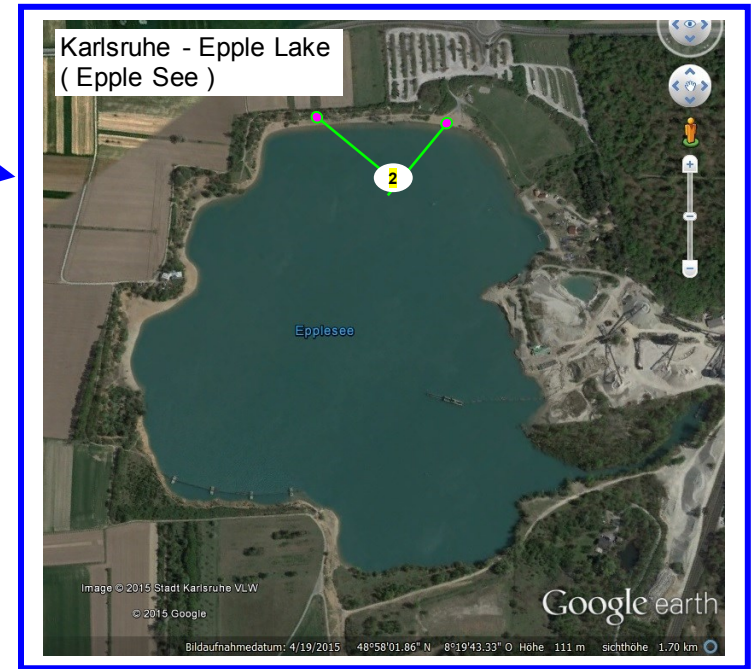 Karlsruhe - Epple Lake
( Epple See )
2
Epplesee
Image © 2015 Stadt Karlsruhe VLW
© 2015 Google
Google earth
Bildaufnahmedatum: 4/19/2015 48°58'01.86" N 8°19'43.33" O Höhe 111 m sichthöhe 1.70 km